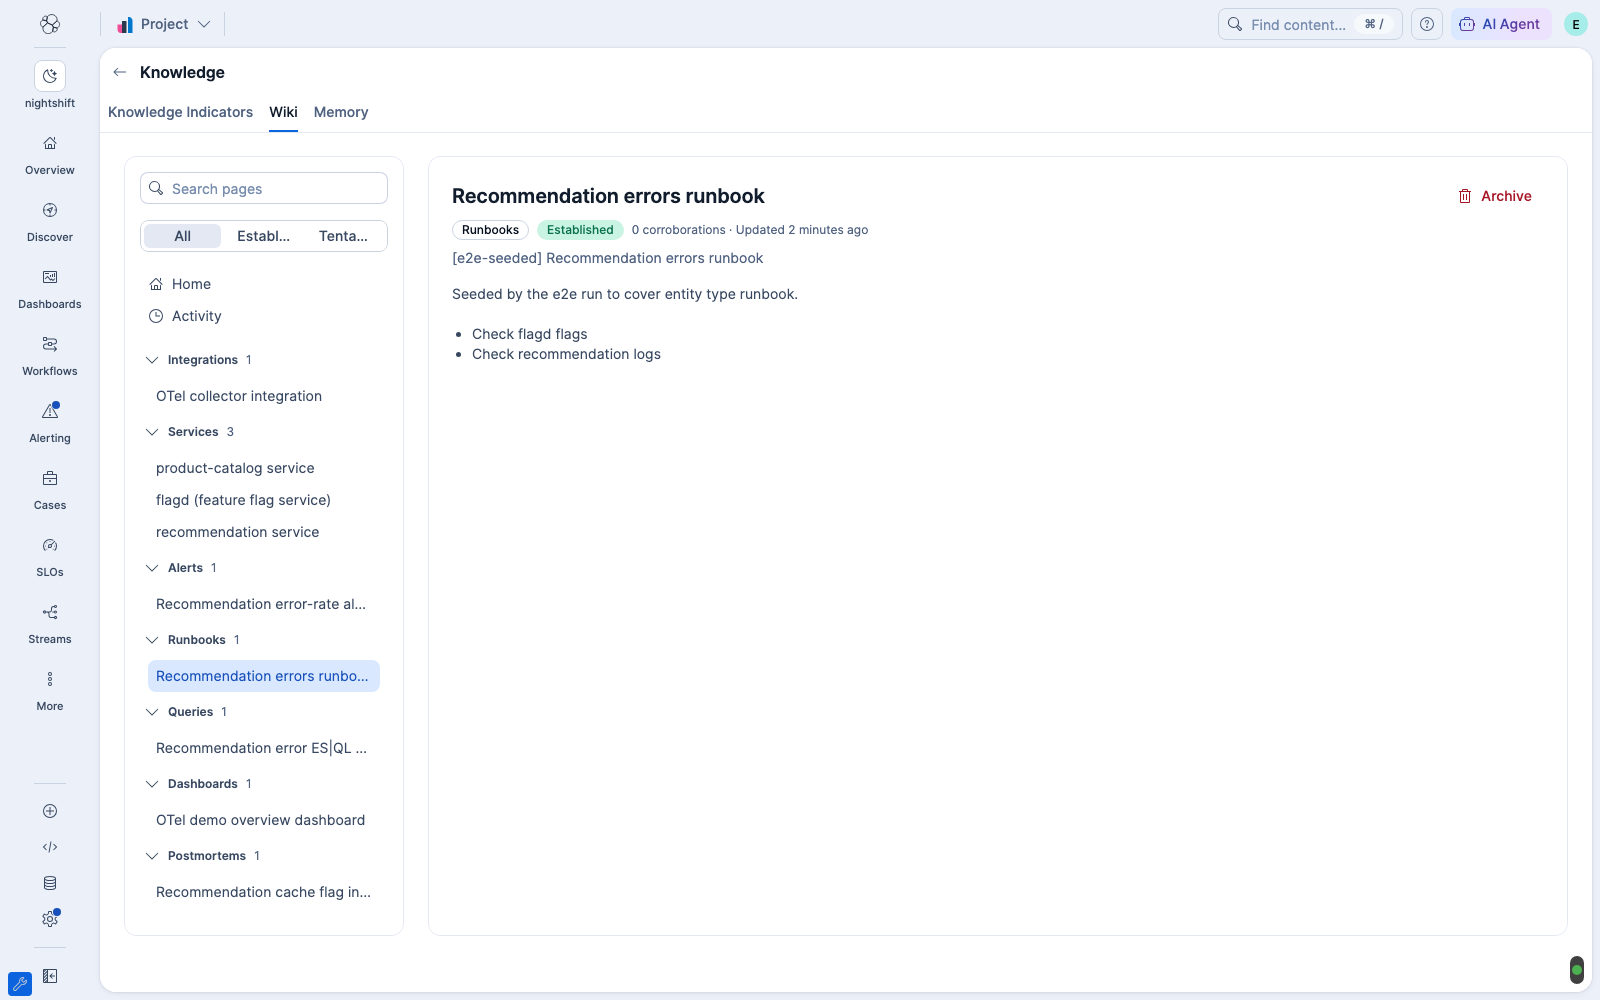 Project
Find content...
⌘ /
AI Agent
E
nightshift
Overview
Discover
Dashboards
Workflows
Alerting
Cases
SLOs
Streams
More
Knowledge
Knowledge Indicators
Wiki
Memory
Search pages
All
Establ...
Tenta...
Home
Activity
Integrations 1
OTel collector integration
Services 3
product-catalog service
flagd (feature flag service)
recommendation service
Alerts 1
Recommendation error-rate al...
Runbooks 1
Recommendation errors runbo...
Queries 1
Recommendation error ES|QL ...
Dashboards 1
OTel demo overview dashboard
Postmortems 1
Recommendation cache flag in...
Recommendation errors runbook
Archive
Runbooks
Established
0 corroborations · Updated 2 minutes ago
[e2e-seeded] Recommendation errors runbook
Seeded by the e2e run to cover entity type runbook.
• Check flagd flags
• Check recommendation logs